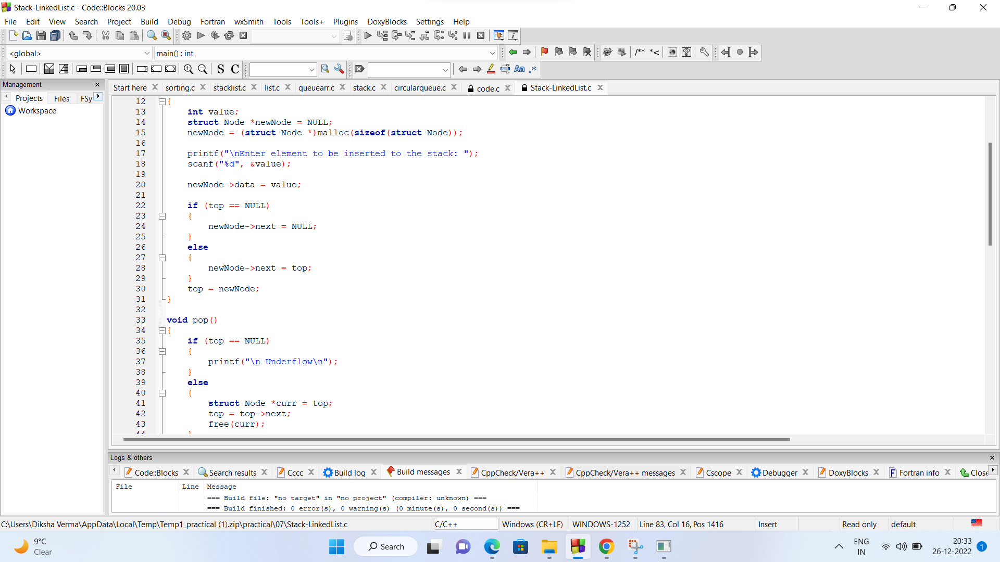 Stack-LinkedList.c - Code::Blocks 20.03
File Edit View Search Project Build Debug Fortran wxSmith Tools Tools+ Plugins DoxyBlocks Settings Help
<global> main() : int /** *<
S C Aa .*
Management
Projects Files FSy
Workspace
Start here sorting.c stacklist.c list.c queuearr.c stack.c circularqueue.c code.c Stack-LinkedList.c
12 {
13 int value;
14 struct Node *newNode = NULL;
15 newNode = (struct Node *)malloc(sizeof(struct Node));
16
17 printf("\nEnter element to be inserted to the stack: ");
18 scanf("%d", &value);
19
20 newNode->data = value;
21
22 if (top == NULL)
23 {
24 newNode->next = NULL;
25 }
26 else
27 {
28 newNode->next = top;
29 }
30 top = newNode;
31 }
32
33 void pop()
34 {
35 if (top == NULL)
36 {
37 printf("\n Underflow\n");
38 }
39 else
40 {
41 struct Node *curr = top;
42 top = top->next;
43 free(curr);
44 }
Logs & others
Code::Blocks Search results Cccc Build log Build messages CppCheck/Vera++ CppCheck/Vera++ messages Cscope Debugger DoxyBlocks Fortran info Close
File Line Message
=== Build file: "no target" in "no project" (compiler: unknown) ===
=== Build finished: 0 error(s), 0 warning(s) (0 minute(s), 0 second(s)) ===
C:\Users\Diksha Verma\AppData\Local\Temp\Temp1_practical (1).zip\practical\07\Stack-LinkedList.c C/C++ Windows (CR+LF) WINDOWS-1252 Line 83, Col 16, Pos 1416 Insert Read only default
9°C
Clear
Search
ENG
IN
20:33
26-12-2022
1